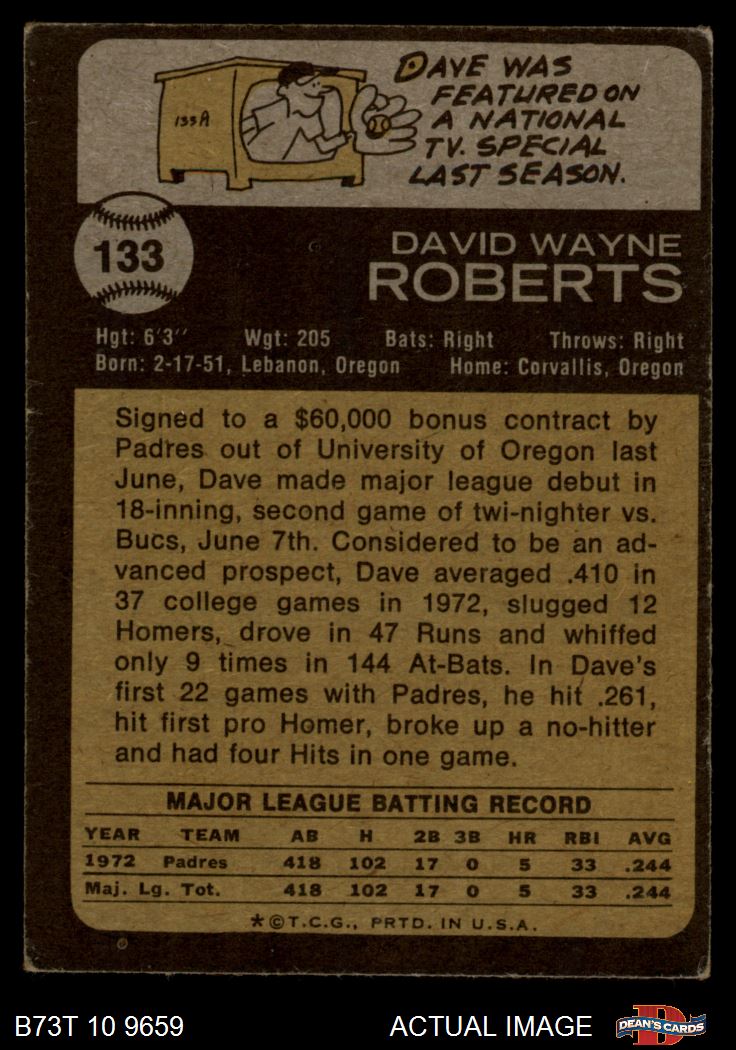 DAVE WAS
FEATURED ON
A NATIONAL
TV. SPECIAL
LAST SEASON.
133
DAVID WAYNE
ROBERTS
Hgt: 6'3" Wgt: 205 Bats: Right Throws: Right
Born: 2-17-51, Lebanon, Oregon Home: Corvallis, Oregon
Signed to a $60,000 bonus contract by
Padres out of University of Oregon last
June, Dave made major league debut in
18-inning, second game of twi-nighter vs.
Bucs, June 7th. Considered to be an ad-
vanced prospect, Dave averaged .410 in
37 college games in 1972, slugged 12
Homers, drove in 47 Runs and whiffed
only 9 times in 144 At-Bats. In Dave's
first 22 games with Padres, he hit .261,
hit first pro Homer, broke up a no-hitter
and had four Hits in one game.
MAJOR LEAGUE BATTING RECORD
YEAR TEAM AB H 2B 3B HR RBI AVG
1972 Padres 418 102 17 0 5 33 .244
Maj. Lg. Tot. 418 102 17 0 5 33 .244
*©T.C.G., PRTD. IN U.S.A.
B73T 10 9659 ACTUAL IMAGE DEAN'S CARDS